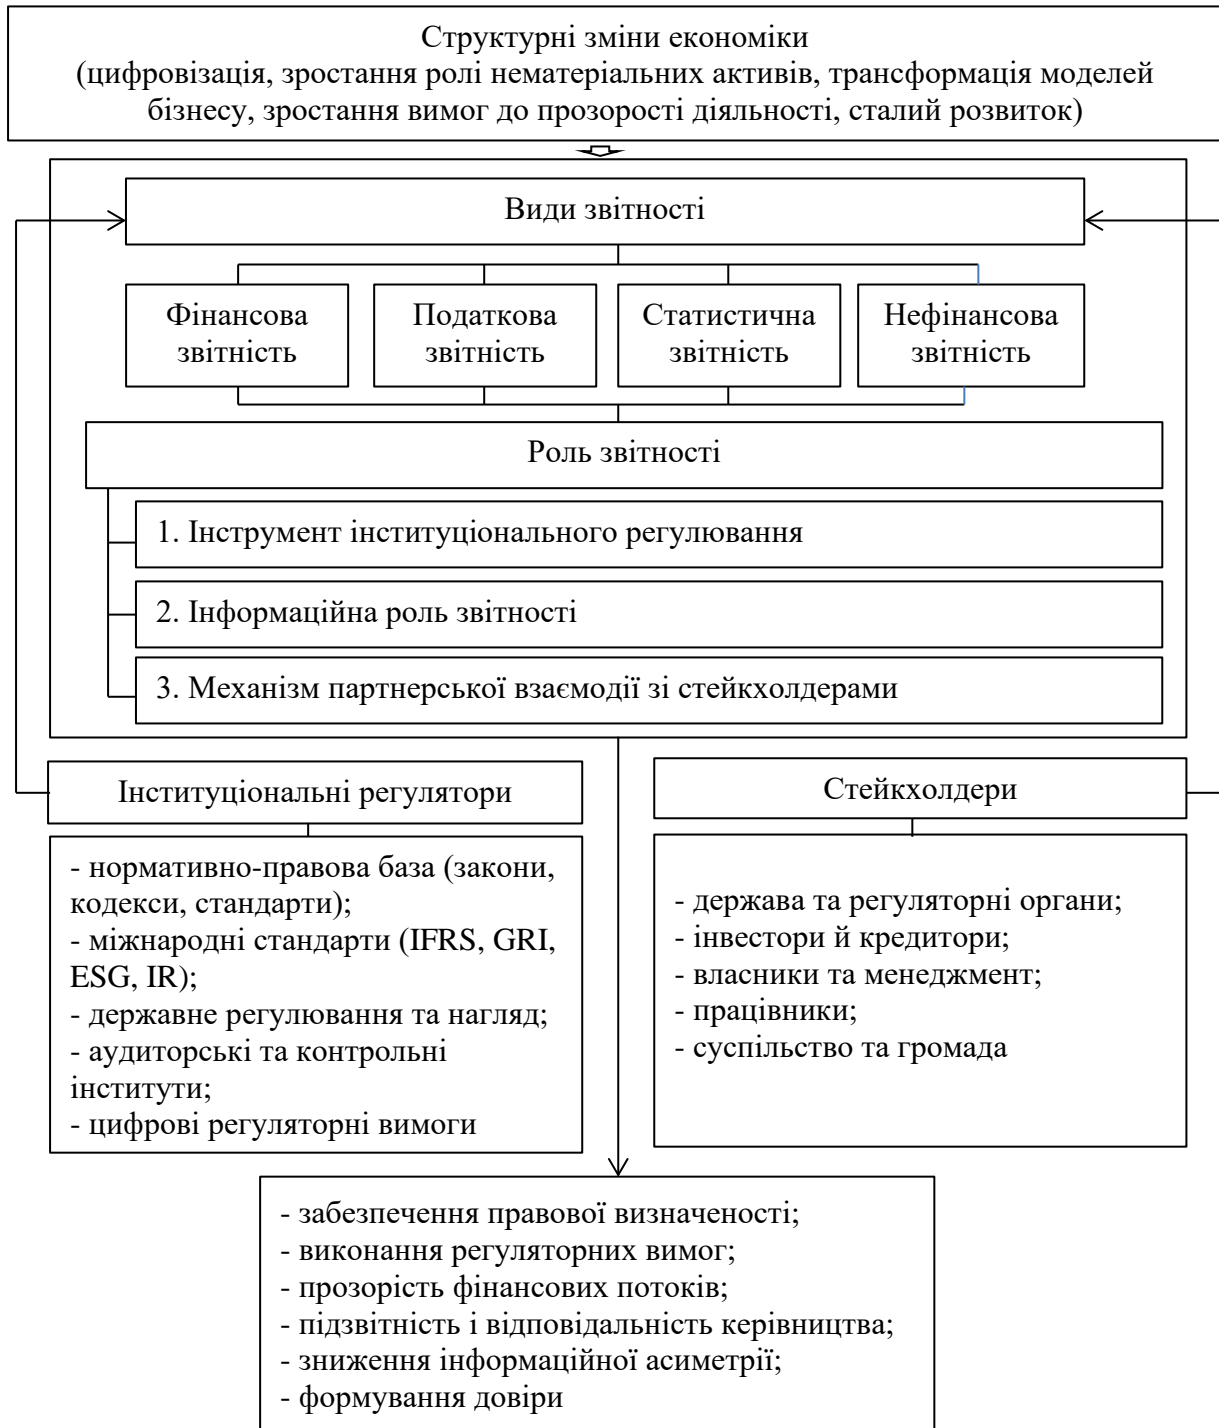 Структурні зміни економіки
(цифровізація, зростання ролі нематеріальних активів, трансформація моделей
бізнесу, зростання вимог до прозорості діяльності, сталий розвиток)
Види звітності
Фінансова
звітність
Податкова
звітність
Статистична
звітність
Нефінансова
звітність
Роль звітності
1. Інструмент інституціонального регулювання
2. Інформаційна роль звітності
3. Механізм партнерської взаємодії зі стейкхолдерами
Інституціональні регулятори
- нормативно-правова база (закони,
кодекси, стандарти);
- міжнародні стандарти (IFRS, GRI,
ESG, IR);
- державне регулювання та нагляд;
- аудиторські та контрольні
інститути;
- цифрові регуляторні вимоги
Стейкхолдери
- держава та регуляторні органи;
- інвестори й кредитори;
- власники та менеджмент;
- працівники;
- суспільство та громада
- забезпечення правової визначеності;
- виконання регуляторних вимог;
- прозорість фінансових потоків;
- підзвітність і відповідальність керівництва;
- зниження інформаційної асиметрії;
- формування довіри